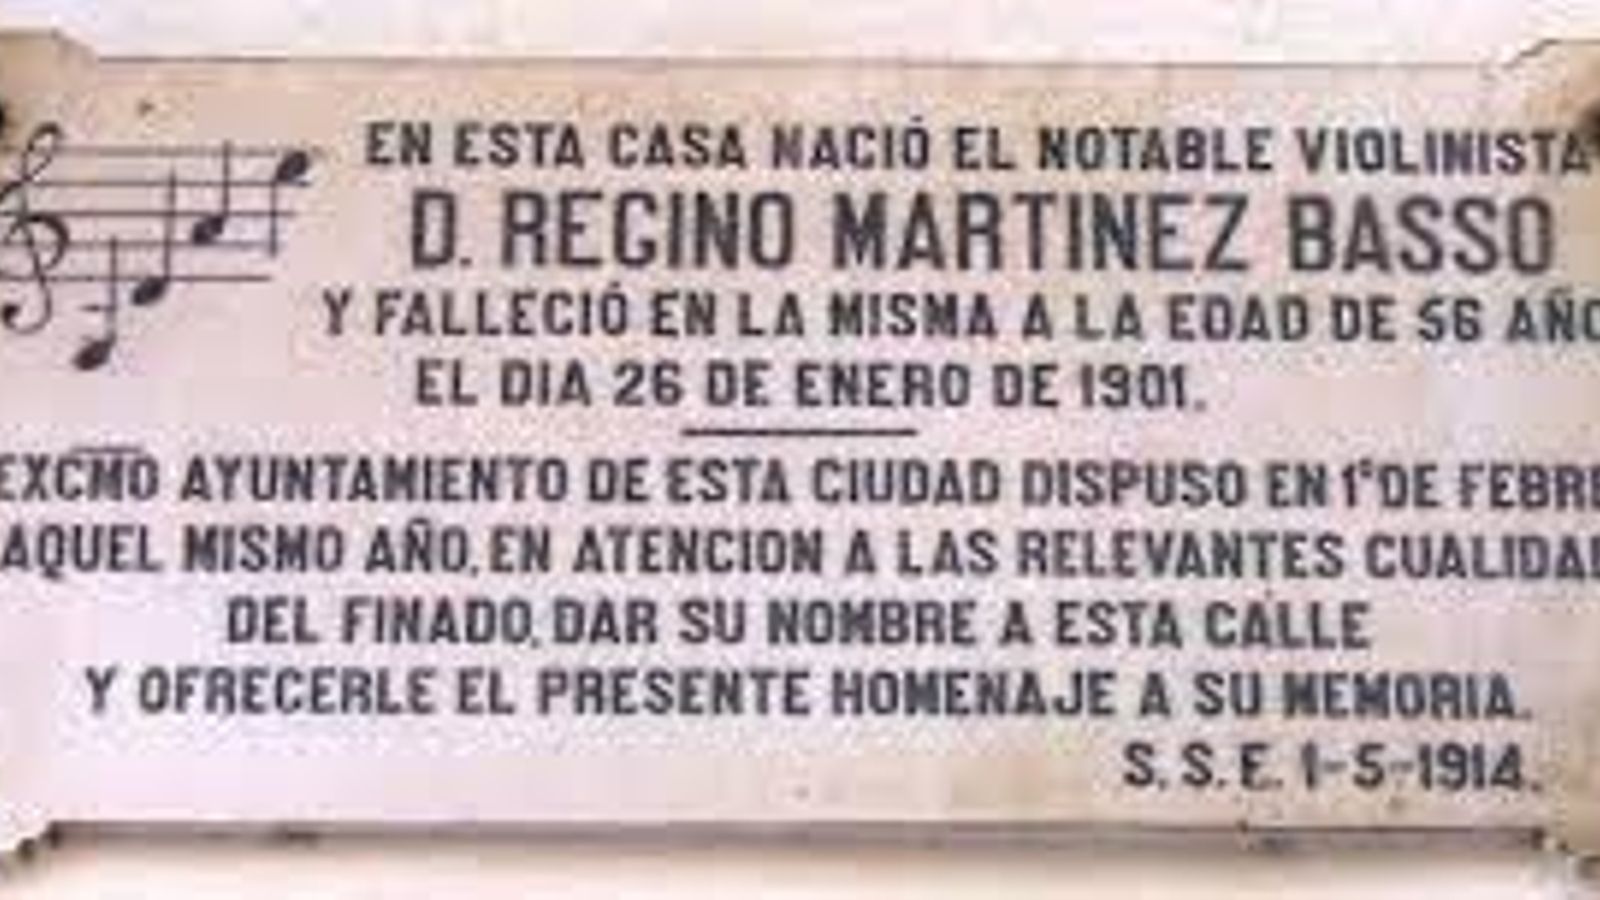 EN ESTA CASA NACIÓ EL NOTABLE VIOLINISTA
D. REGINO MARTINEZ BASSO
Y FALLECIÓ EN LA MISMA A LA EDAD DE 56 AÑO
EL DIA 26 DE ENERO DE 1901.
EXCMO AYUNTAMIENTO DE ESTA CIUDAD DISPUSO EN 1º DE FEBRE
AQUEL MISMO AÑO, EN ATENCION A LAS RELEVANTES CUALIDAD
DEL FINADO, DAR SU NOMBRE A ESTA CALLE
Y OFRECERLE EL PRESENTE HOMENAJE A SU MEMORIA.
S. S. E. 1-5-1914.